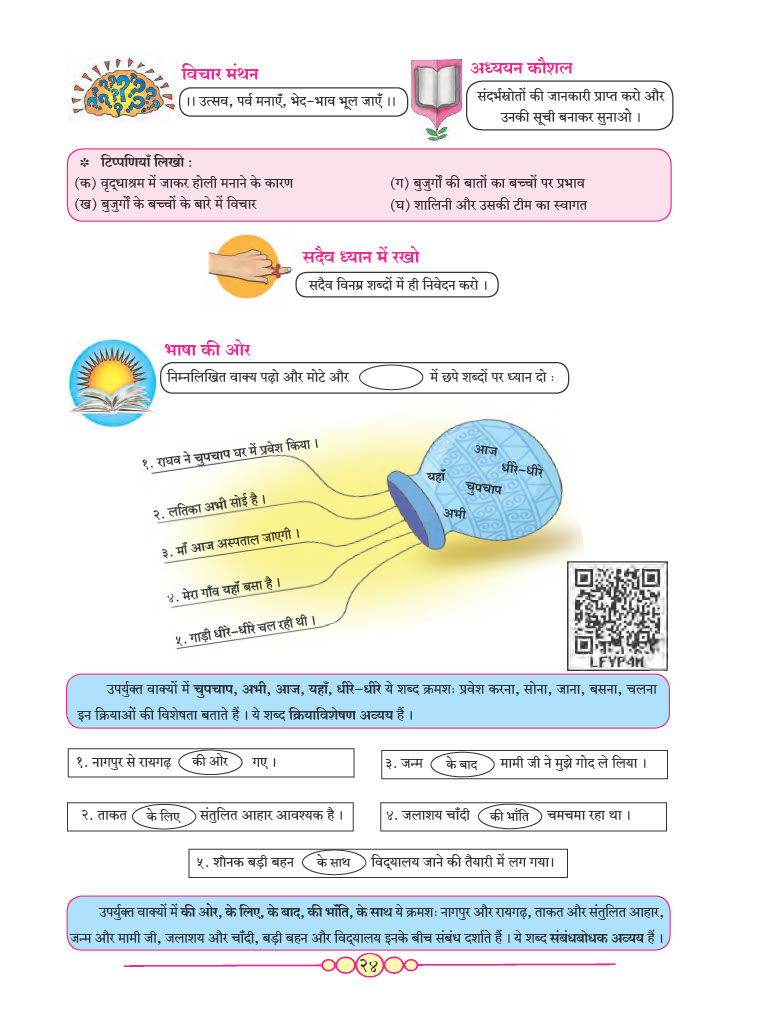 विचार मंथन
।। उत्सव, पर्व मनाएँ, भेद-भाव भूल जाएँ ।।
अध्ययन कौशल
संदर्भस्रोतों की जानकारी प्राप्त करो और
उनकी सूची बनाकर सुनाओ ।
❉ टिप्पणियाँ लिखो :
(क) वृद्धाश्रम में जाकर होली मनाने के कारण
(ख) बुजुर्गों के बच्चों के बारे में विचार
(ग) बुजुर्गों की बातों का बच्चों पर प्रभाव
(घ) शालिनी और उसकी टीम का स्वागत
सदैव ध्यान में रखो
सदैव विनम्र शब्दों में ही निवेदन करो ।
भाषा की ओर
निम्नलिखित वाक्य पढ़ो और मोटे और में छपे शब्दों पर ध्यान दो :
१. राघव ने चुपचाप घर में प्रवेश किया ।
२. लतिका अभी सोई है ।
३. माँ आज अस्पताल जाएगी ।
४. मेरा गाँव यहाँ बसा है ।
५. गाड़ी धीरे-धीरे चल रही थी ।
आज
यहाँ
धीरे-धीरे
चुपचाप
अभी
LFYP4M
उपर्युक्त वाक्यों में चुपचाप, अभी, आज, यहाँ, धीरे-धीरे ये शब्द क्रमशः प्रवेश करना, सोना, जाना, बसना, चलना
इन क्रियाओं की विशेषता बताते हैं । ये शब्द क्रियाविशेषण अव्यय हैं ।
१. नागपुर से रायगढ़ की ओर गए ।
३. जन्म के बाद मामी जी ने मुझे गोद ले लिया ।
२. ताकत के लिए संतुलित आहार आवश्यक है ।
४. जलाशय चाँदी की भाँति चमचमा रहा था ।
५. शौनक बड़ी बहन के साथ विद्यालय जाने की तैयारी में लग गया।
उपर्युक्त वाक्यों में की ओर, के लिए, के बाद, की भाँति, के साथ ये क्रमशः नागपुर और रायगढ़, ताकत और संतुलित आहार,
जन्म और मामी जी, जलाशय और चाँदी, बड़ी बहन और विद्यालय इनके बीच संबंध दर्शाते हैं । ये शब्द संबंधबोधक अव्यय हैं ।
२४